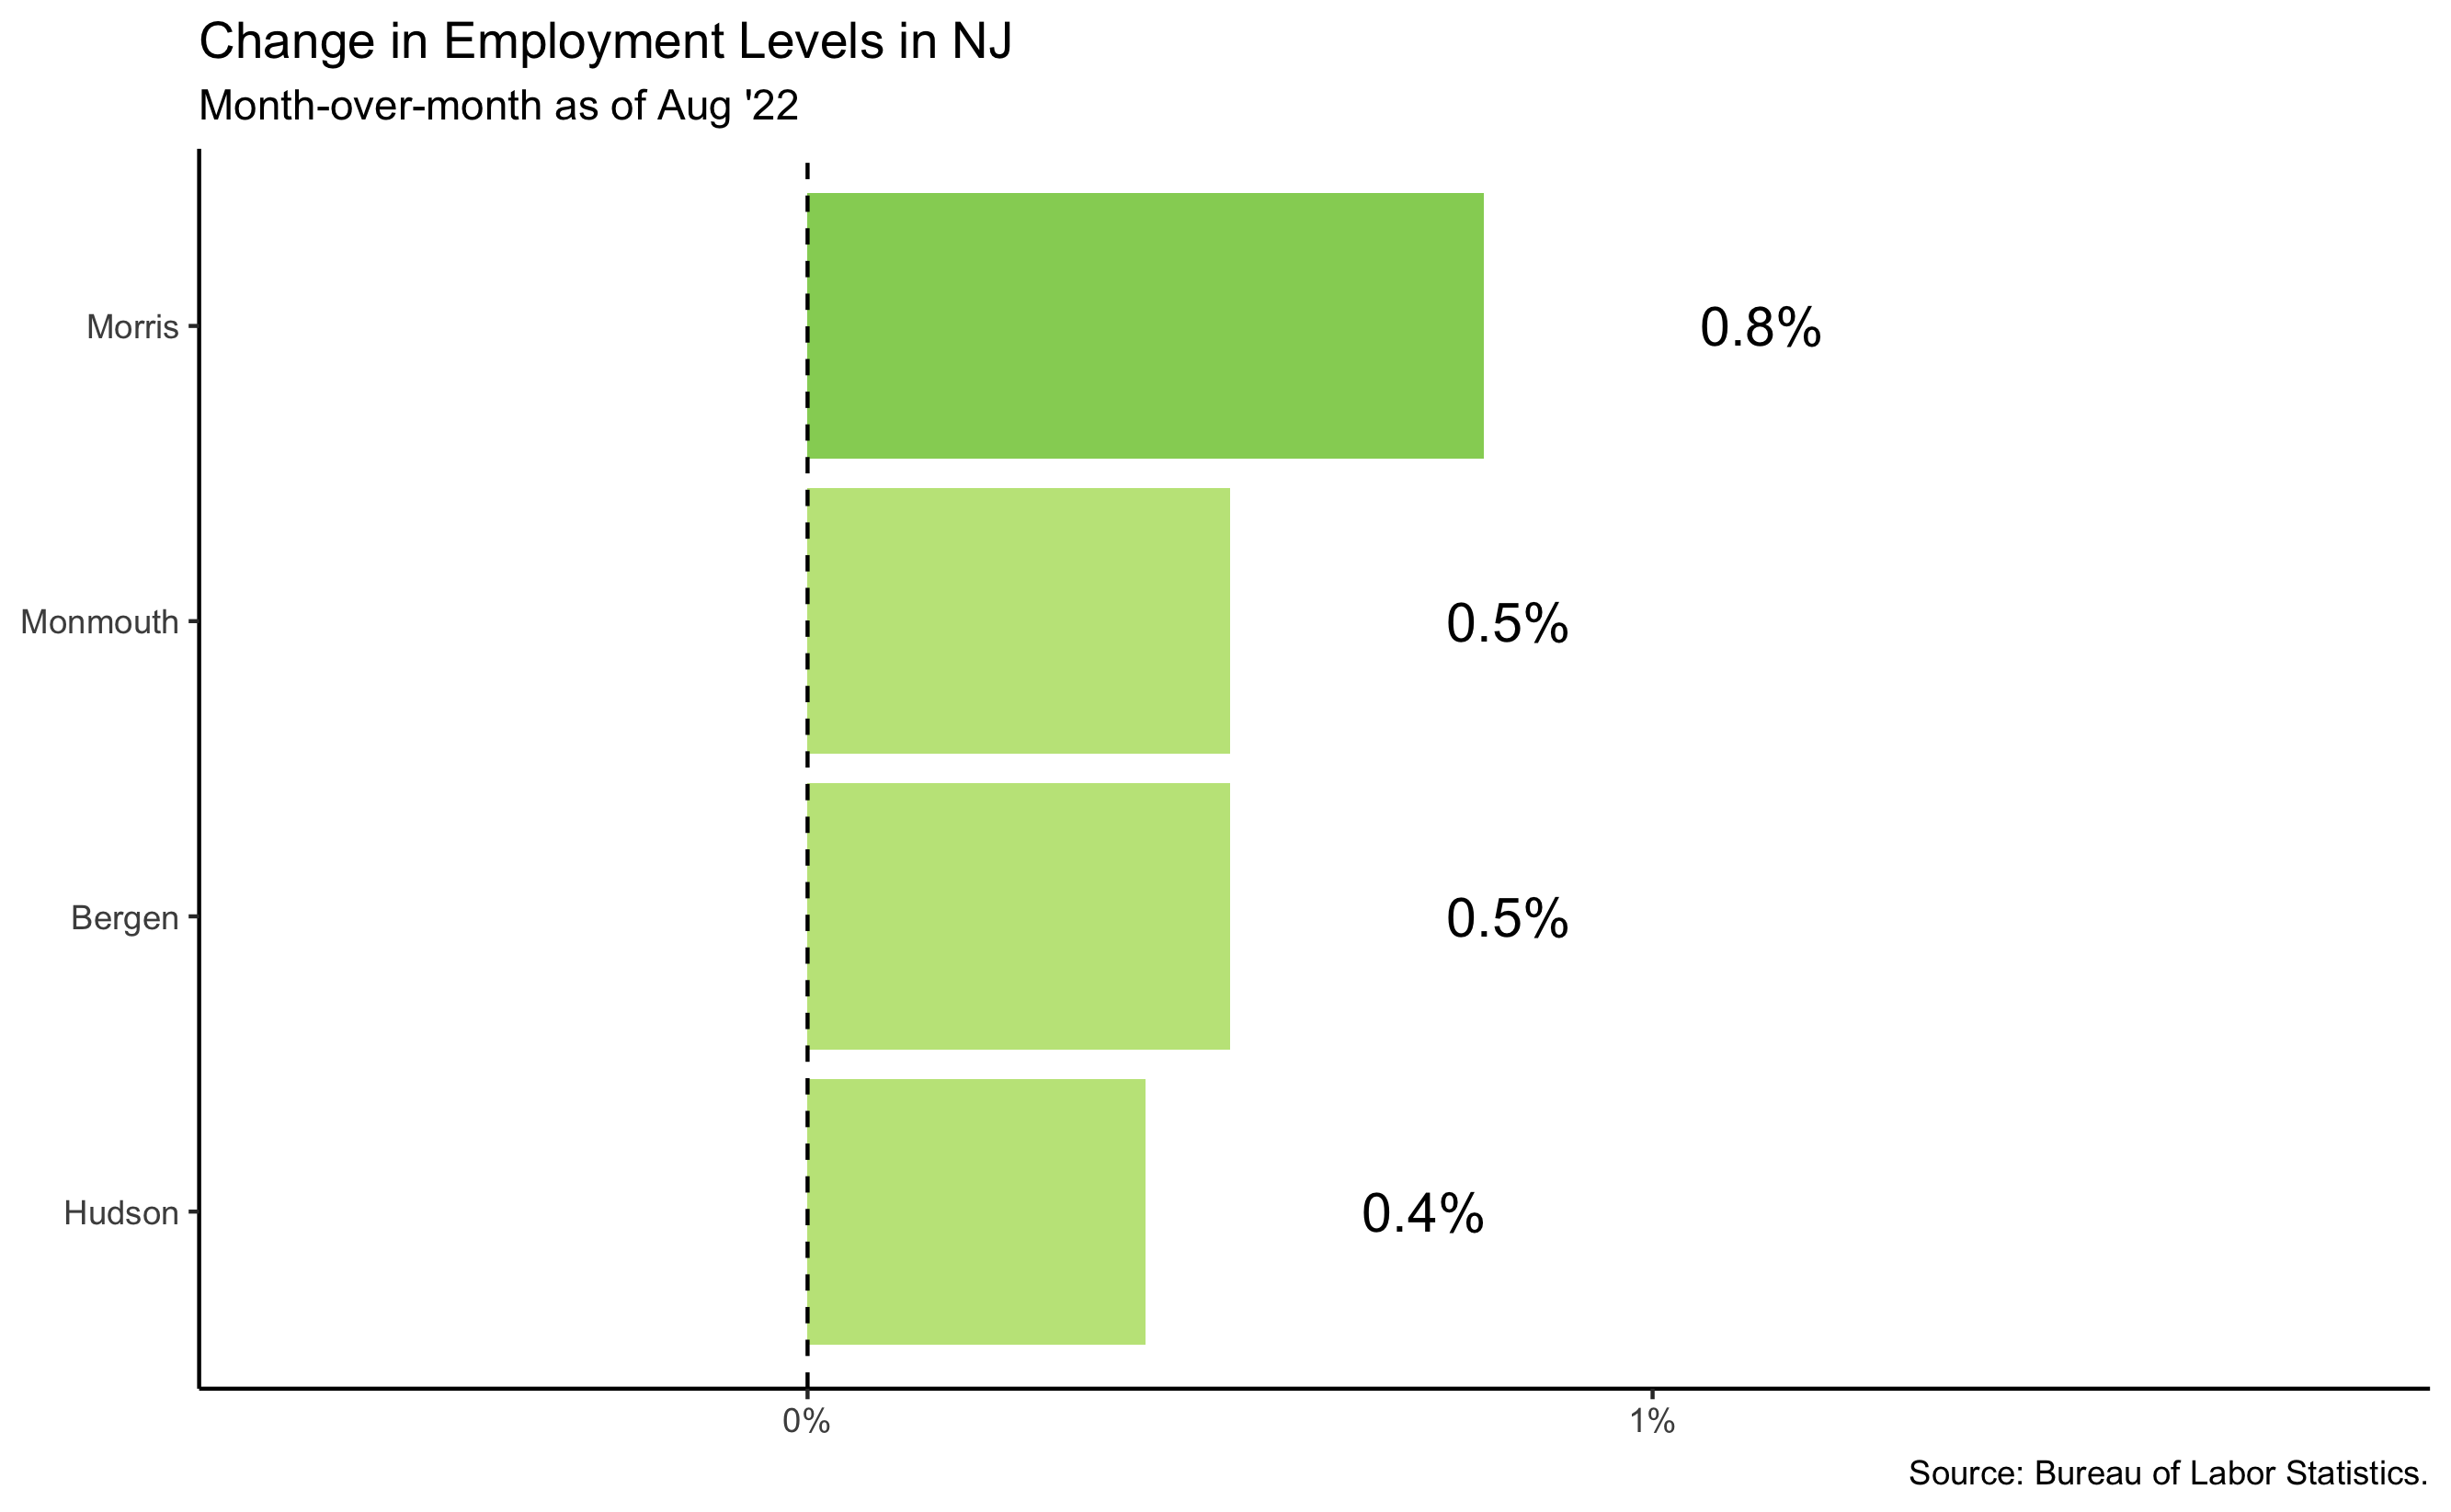 Change in Employment Levels in NJ
Month-over-month as of Aug '22
Morris
0.8%
Monmouth
0.5%
Bergen
0.5%
Hudson
0.4%
0%
1%
Source: Bureau of Labor Statistics.